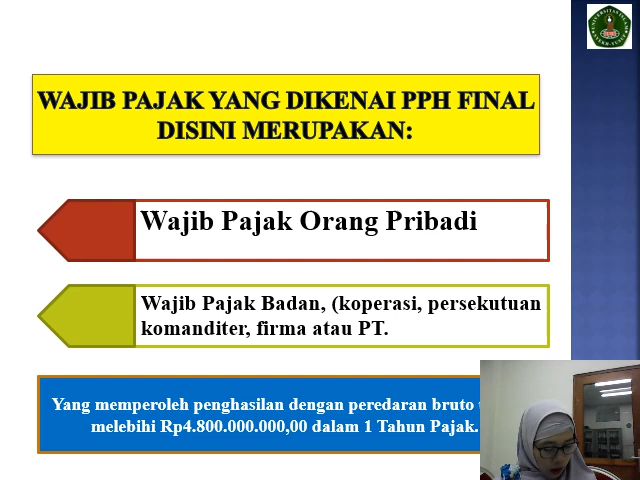 WAJIB PAJAK YANG DIKENAI PPH FINAL
DISINI MERUPAKAN:
Wajib Pajak Orang Pribadi
Wajib Pajak Badan, (koperasi, persekutuan
komanditer, firma atau PT.
Yang memperoleh penghasilan dengan peredaran bruto
melebihi Rp4.800.000.000,00 dalam 1 Tahun Pajak.